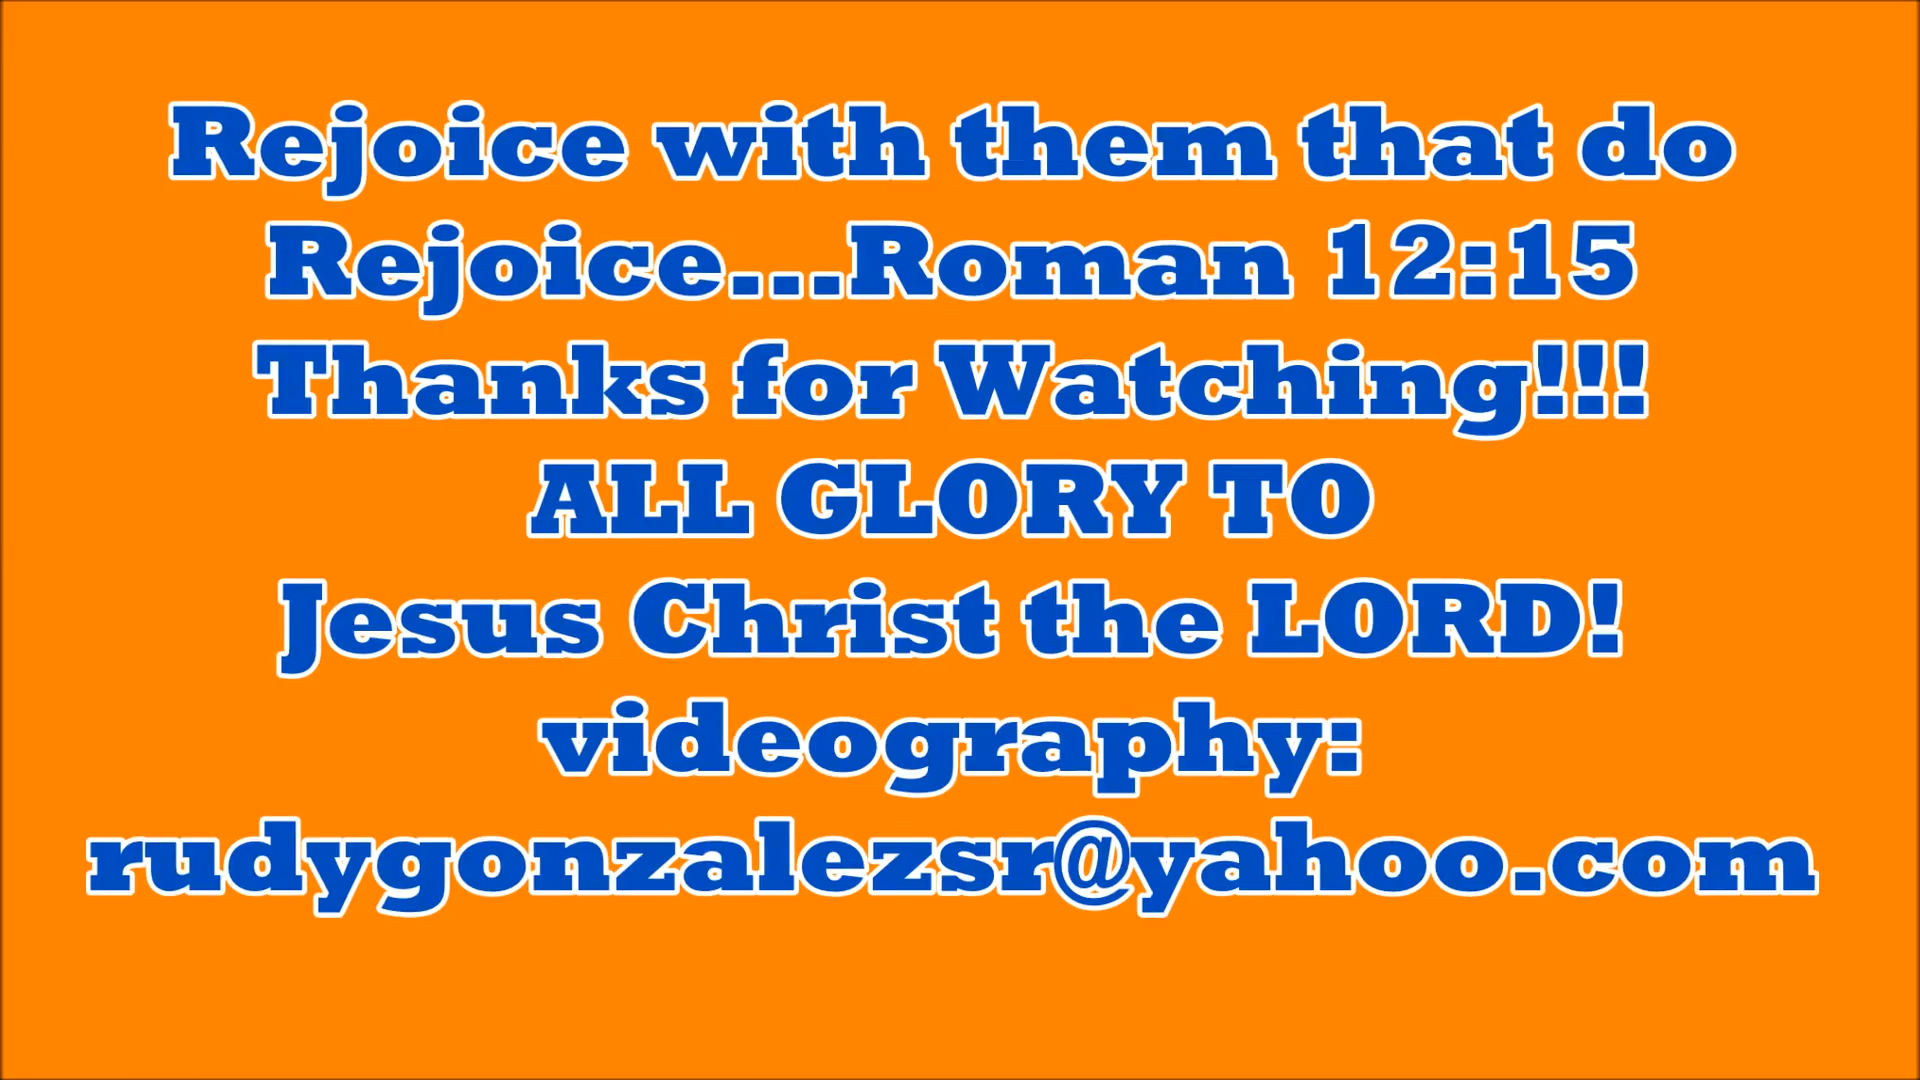 Rejoice with them that do
Rejoice...Roman 12:15
Thanks for Watching!!!
ALL GLORY TO
Jesus Christ the LORD!
videography:
rudygonzalezsr@yahoo.com